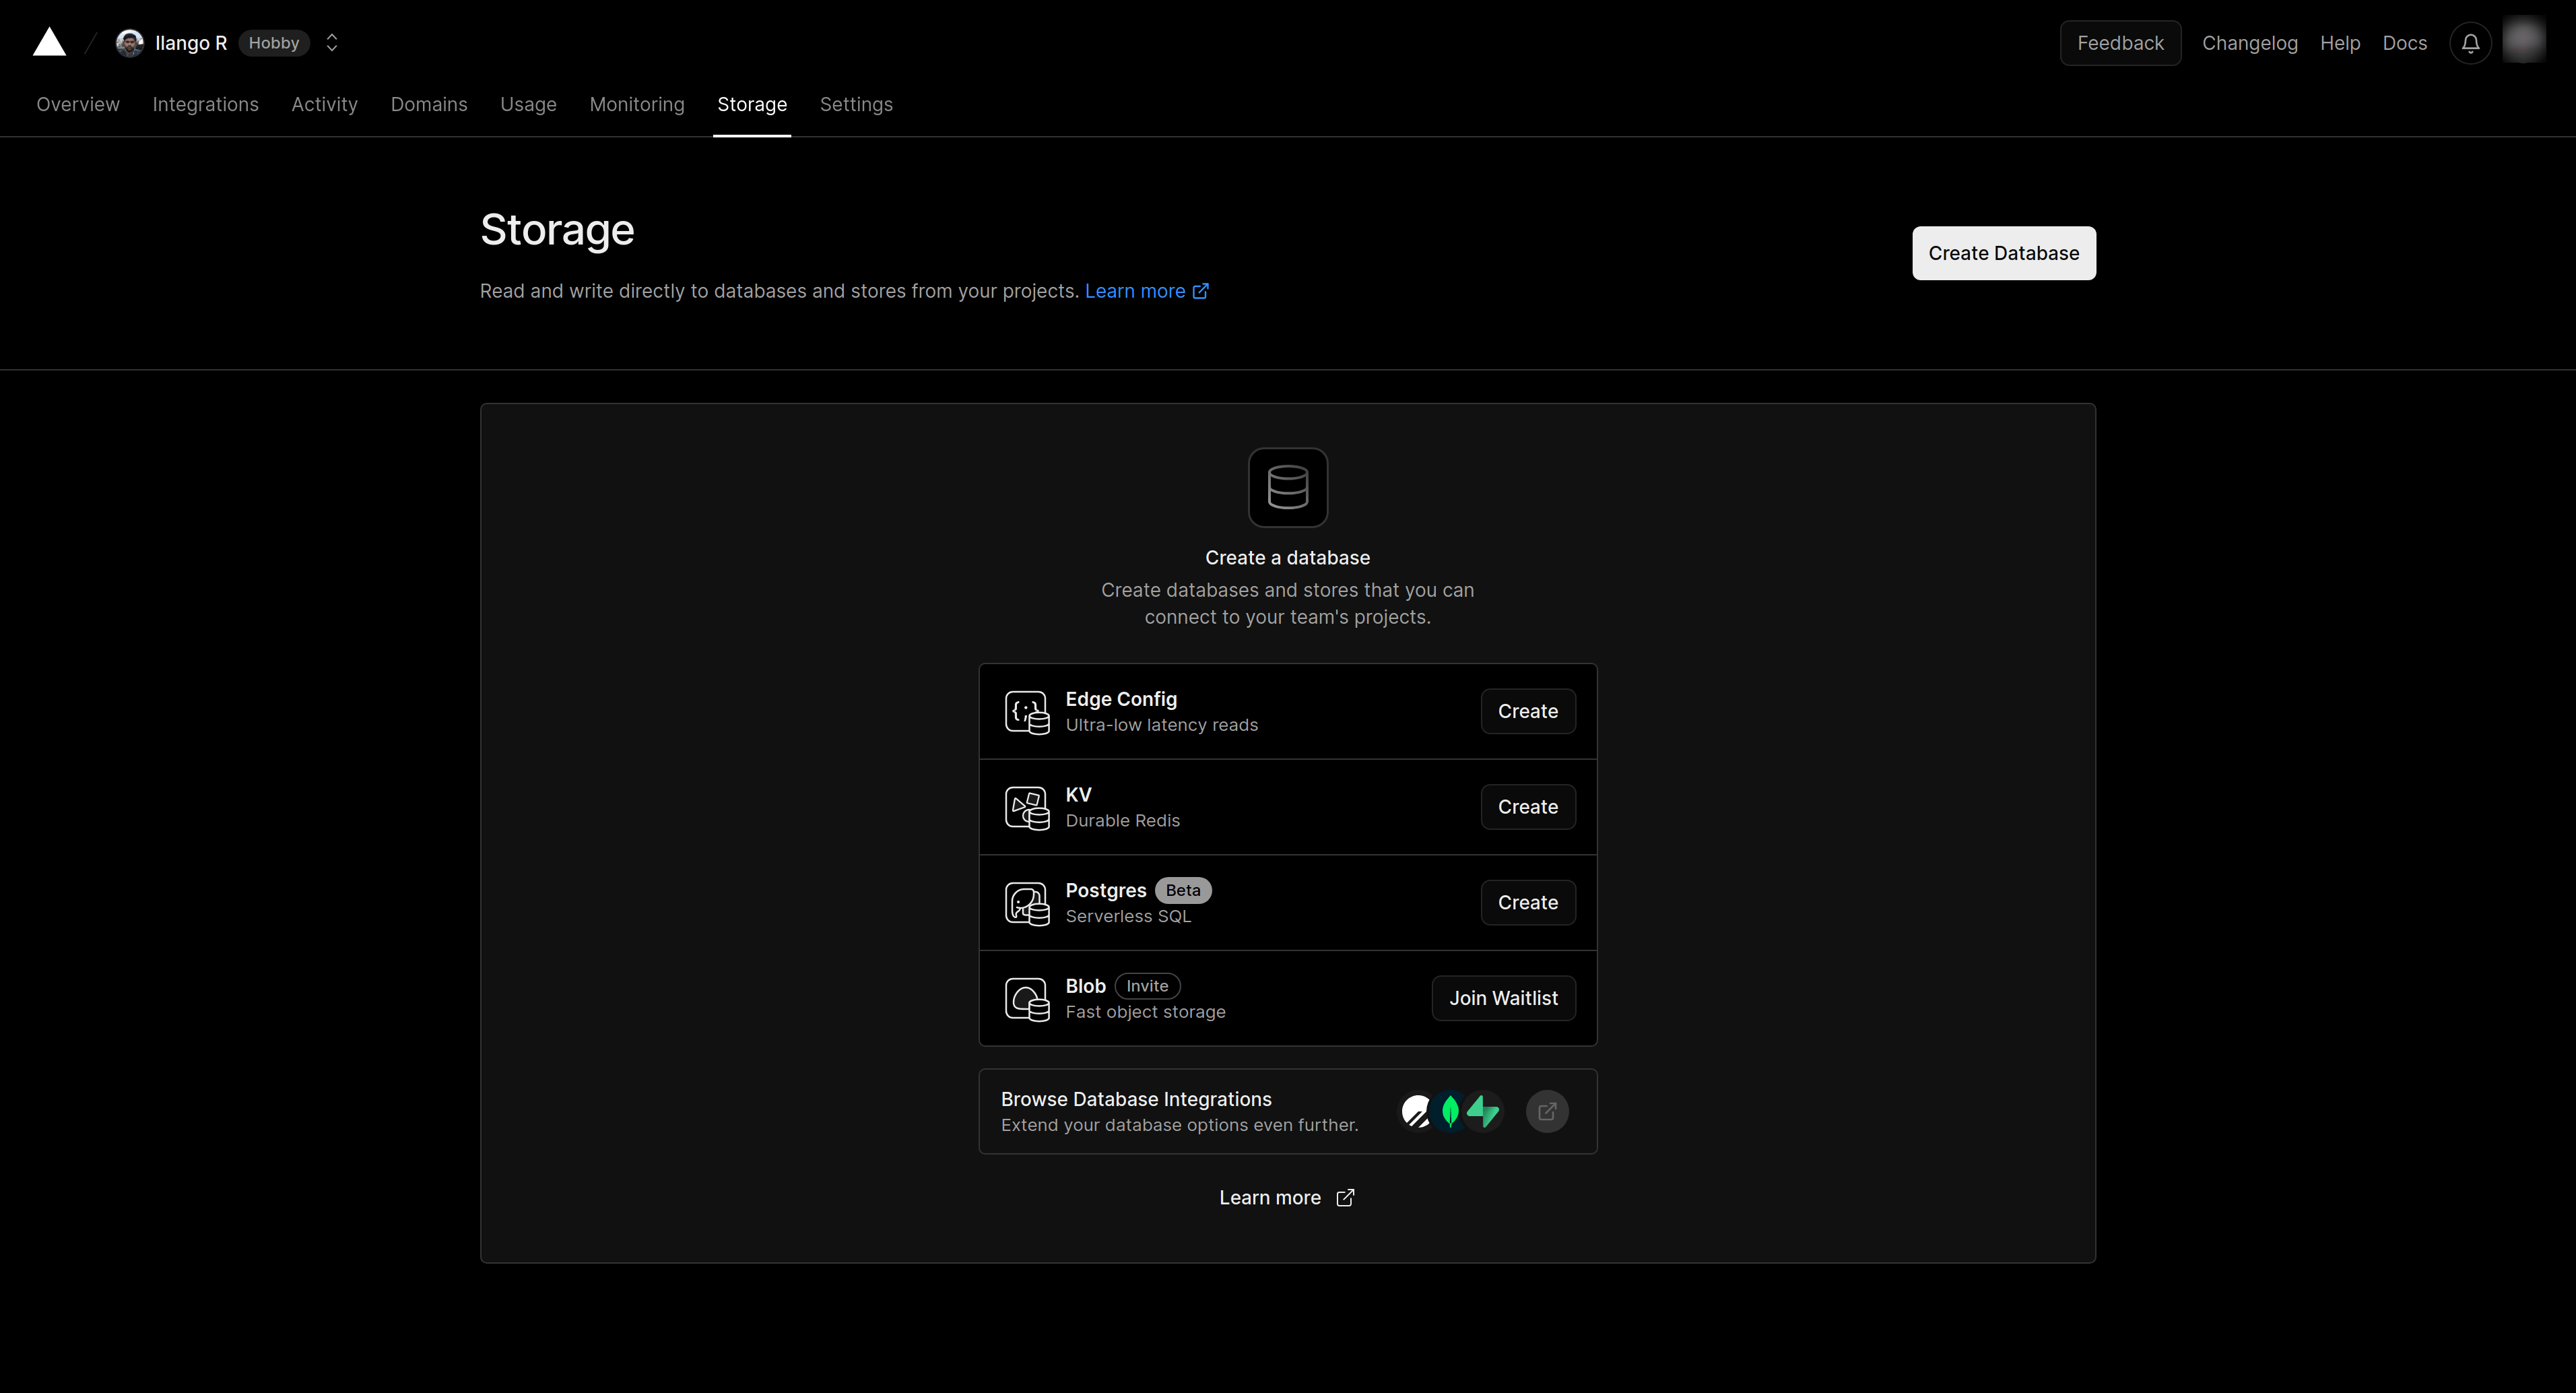 Ilango R Hobby
Feedback Changelog Help Docs
Overview Integrations Activity Domains Usage Monitoring Storage Settings
Storage
Create Database
Read and write directly to databases and stores from your projects. Learn more
Create a database
Create databases and stores that you can
connect to your team's projects.
Edge Config
Ultra-low latency reads
Create
KV
Durable Redis
Create
Postgres Beta
Serverless SQL
Create
Blob Invite
Fast object storage
Join Waitlist
Browse Database Integrations
Extend your database options even further.
Learn more